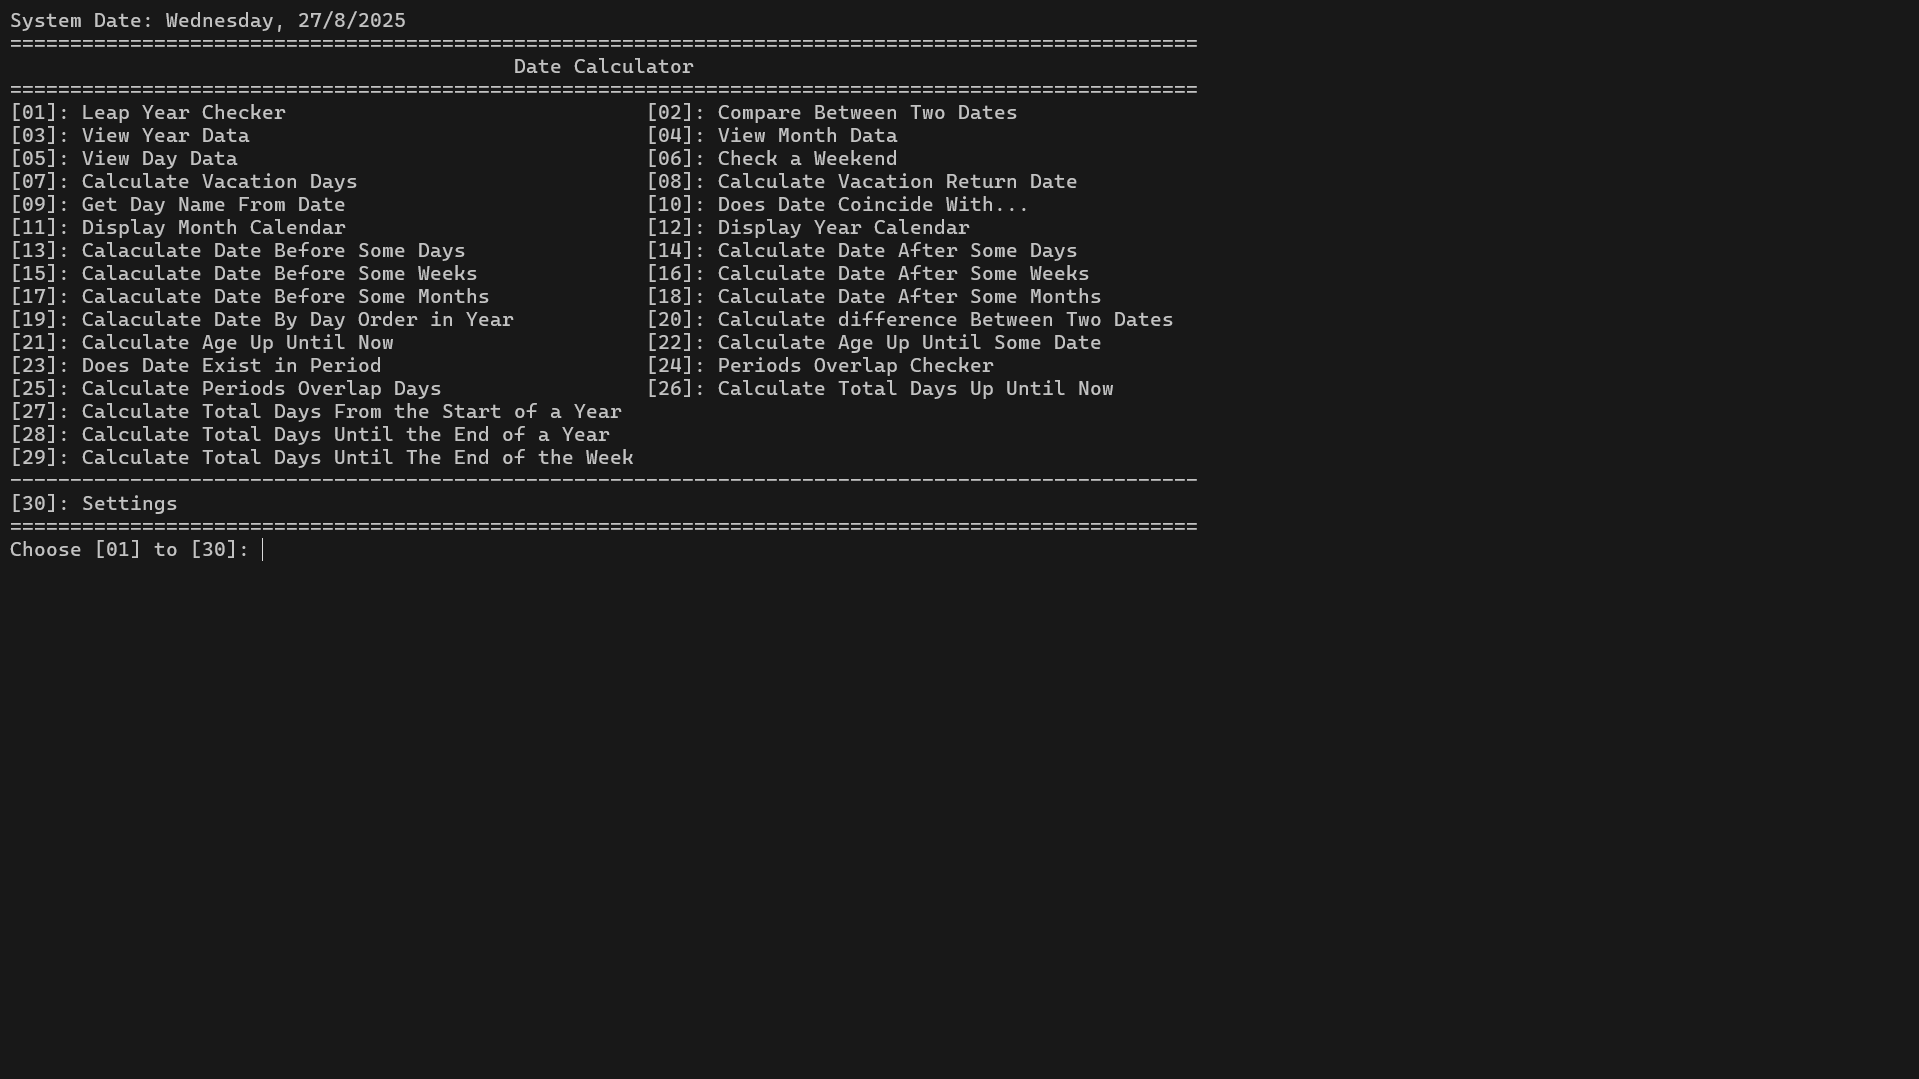 System Date: Wednesday, 27/8/2025
===================================================================================================
Date Calculator
===================================================================================================
[01]: Leap Year Checker [02]: Compare Between Two Dates
[03]: View Year Data [04]: View Month Data
[05]: View Day Data [06]: Check a Weekend
[07]: Calculate Vacation Days [08]: Calculate Vacation Return Date
[09]: Get Day Name From Date [10]: Does Date Coincide With...
[11]: Display Month Calendar [12]: Display Year Calendar
[13]: Calaculate Date Before Some Days [14]: Calculate Date After Some Days
[15]: Calaculate Date Before Some Weeks [16]: Calculate Date After Some Weeks
[17]: Calaculate Date Before Some Months [18]: Calculate Date After Some Months
[19]: Calaculate Date By Day Order in Year [20]: Calculate difference Between Two Dates
[21]: Calculate Age Up Until Now [22]: Calculate Age Up Until Some Date
[23]: Does Date Exist in Period [24]: Periods Overlap Checker
[25]: Calculate Periods Overlap Days [26]: Calculate Total Days Up Until Now
[27]: Calculate Total Days From the Start of a Year
[28]: Calculate Total Days Until the End of a Year
[29]: Calculate Total Days Until The End of the Week
---------------------------------------------------------------------------------------------------
[30]: Settings
===================================================================================================
Choose [01] to [30]: